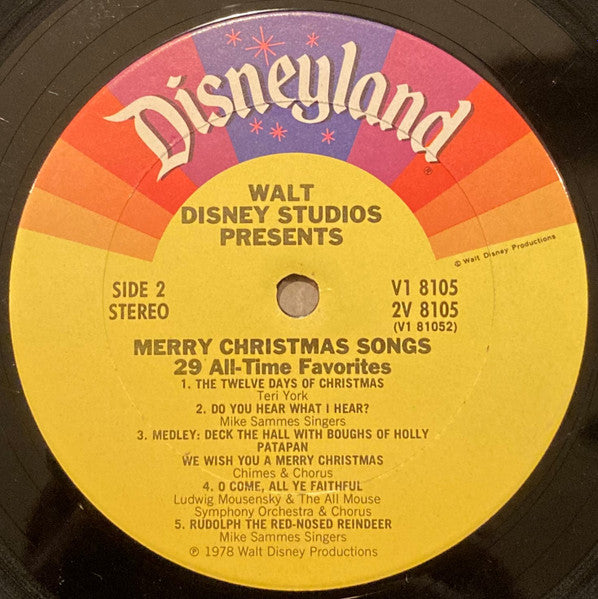 Disneyland®
WALT
DISNEY STUDIOS
PRESENTS
© Walt Disney Productions
SIDE 2
STEREO
V1 8105
2V 8105
(V1 81052)
MERRY CHRISTMAS SONGS
29 All-Time Favorites
1. THE TWELVE DAYS OF CHRISTMAS
Teri York
2. DO YOU HEAR WHAT I HEAR?
Mike Sammes Singers
3. MEDLEY: DECK THE HALL WITH BOUGHS OF HOLLY
PATAPAN
WE WISH YOU A MERRY CHRISTMAS
Chimes & Chorus
4. O COME, ALL YE FAITHFUL
Ludwig Mousensky & The All Mouse
Symphony Orchestra & Chorus
5. RUDOLPH THE RED-NOSED REINDEER
Mike Sammes Singers
℗ 1978 Walt Disney Productions